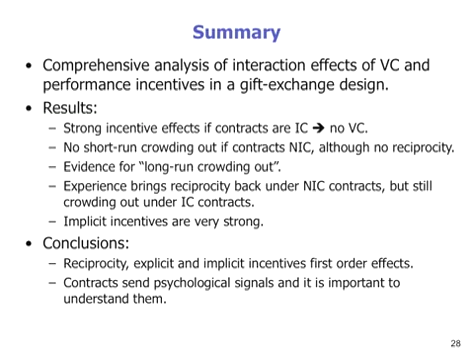 Summary
• Comprehensive analysis of interaction effects of VC and
performance incentives in a gift-exchange design.
• Results:
– Strong incentive effects if contracts are IC ➔ no VC.
– No short-run crowding out if contracts NIC, although no reciprocity.
– Evidence for “long-run crowding out”.
– Experience brings reciprocity back under NIC contracts, but still
crowding out under IC contracts.
– Implicit incentives are very strong.
• Conclusions:
– Reciprocity, explicit and implicit incentives first order effects.
– Contracts send psychological signals and it is important to
understand them.
28